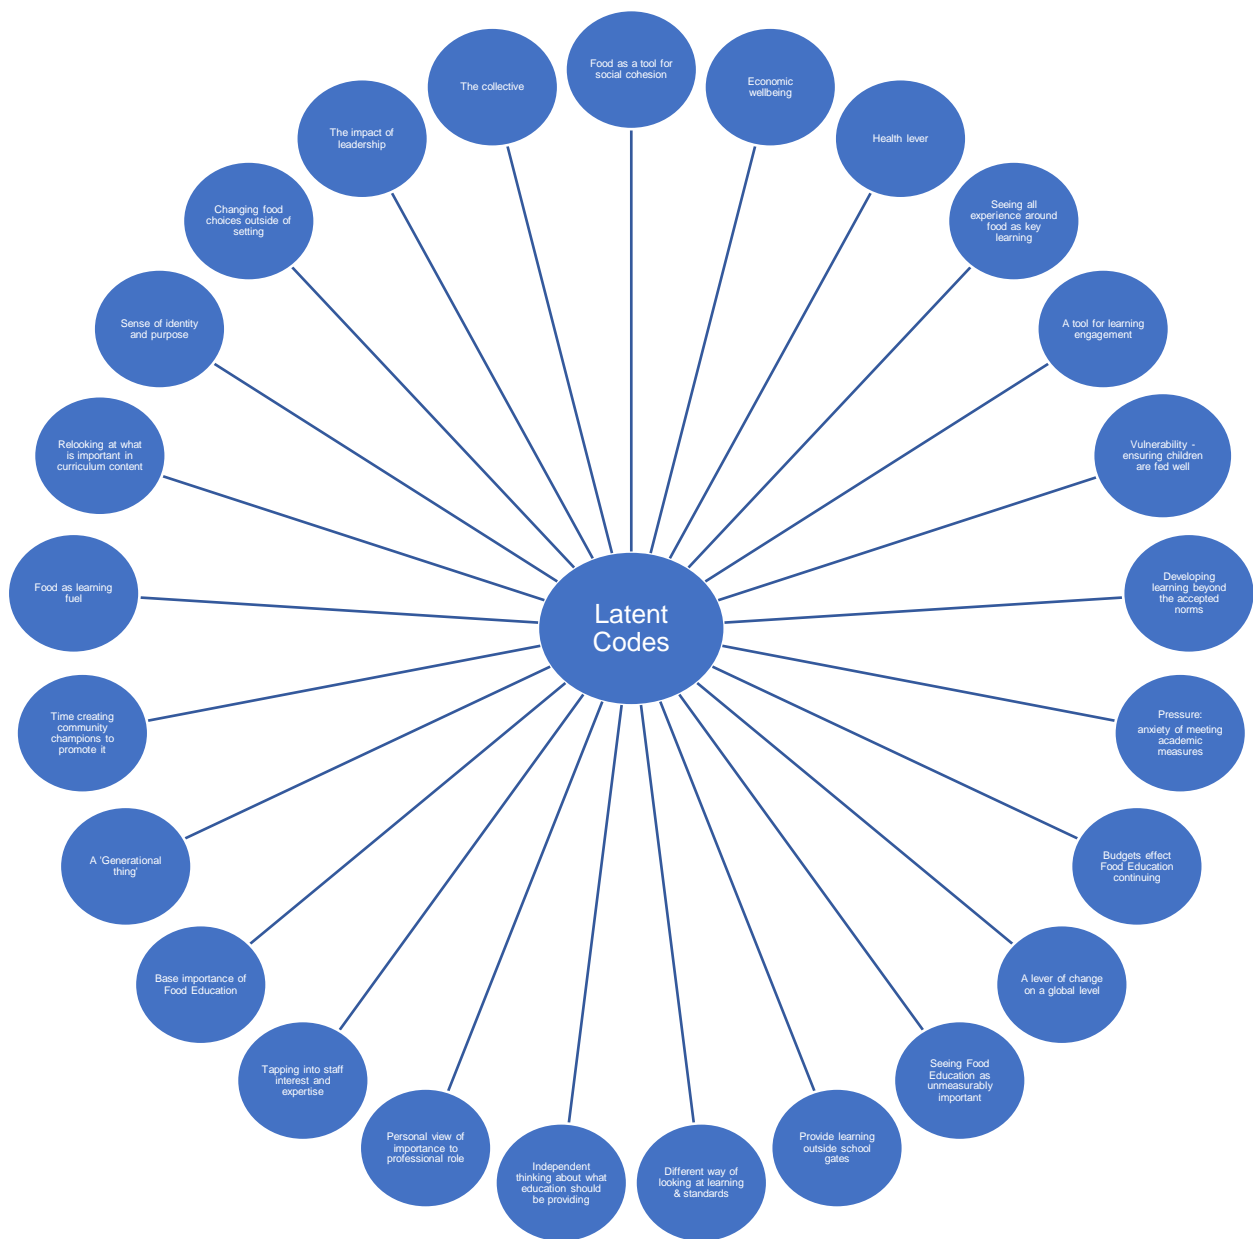 Food as a tool for
social cohesion
Economic
wellbeing
Health lever
Seeing all
experience around
food as key
learning
A tool for learning
engagement
Vulnerability -
ensuring children
are fed well
Developing
learning beyond
the accepted
norms
Pressure:
anxiety of meeting
academic
measures
Budgets effect
Food Education
continuing
A lever of change
on a global level
Seeing Food
Education as
unmeasurably
important
Provide learning
outside school
gates
Different way of
looking at learning
& standards
Independent
thinking about what
education should
be providing
Personal view of
importance to
professional role
Tapping into staff
interest and
expertise
Base importance of
Food Education
A 'Generational
thing'
Time creating
community
champions to
promote it
Food as learning
fuel
Relooking at what
is important in
curriculum content
Sense of identity
and purpose
Changing food
choices outside of
setting
The impact of
leadership
The collective
Latent
Codes